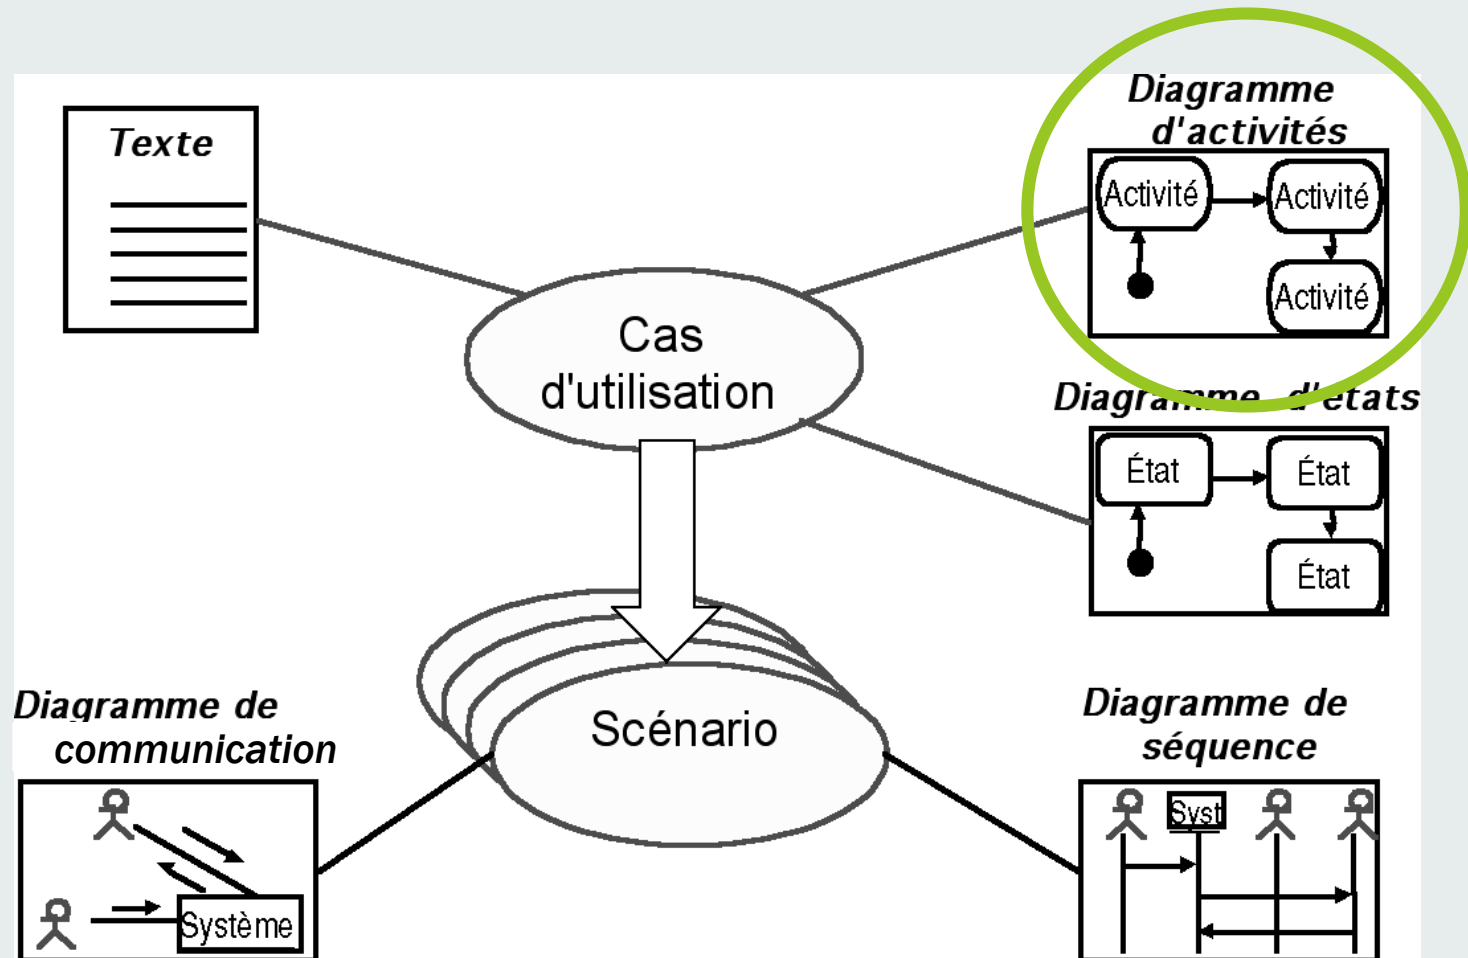 Texte
Diagramme
d'activités
Activité
Activité
Activité
Cas
d'utilisation
Diagramme d'états
État
État
État
Scénario
Diagramme de
communication
Système
Diagramme de
séquence
Syst